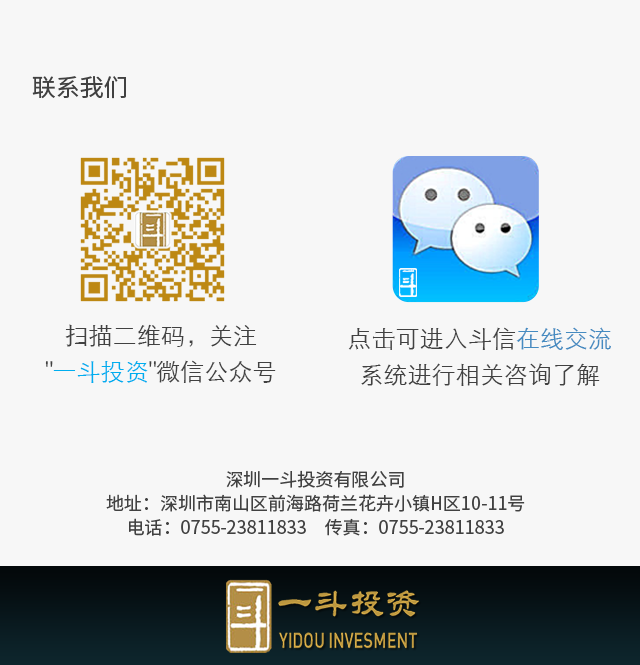 联系我们
扫描二维码，关注
"一斗投资"微信公众号
点击可进入斗信在线交流
系统进行相关咨询了解
深圳一斗投资有限公司
地址：深圳市南山区前海路荷兰花卉小镇H区10-11号
电话：0755-23811833 传真：0755-23811833
一斗投资
YIDOU INVESMENT